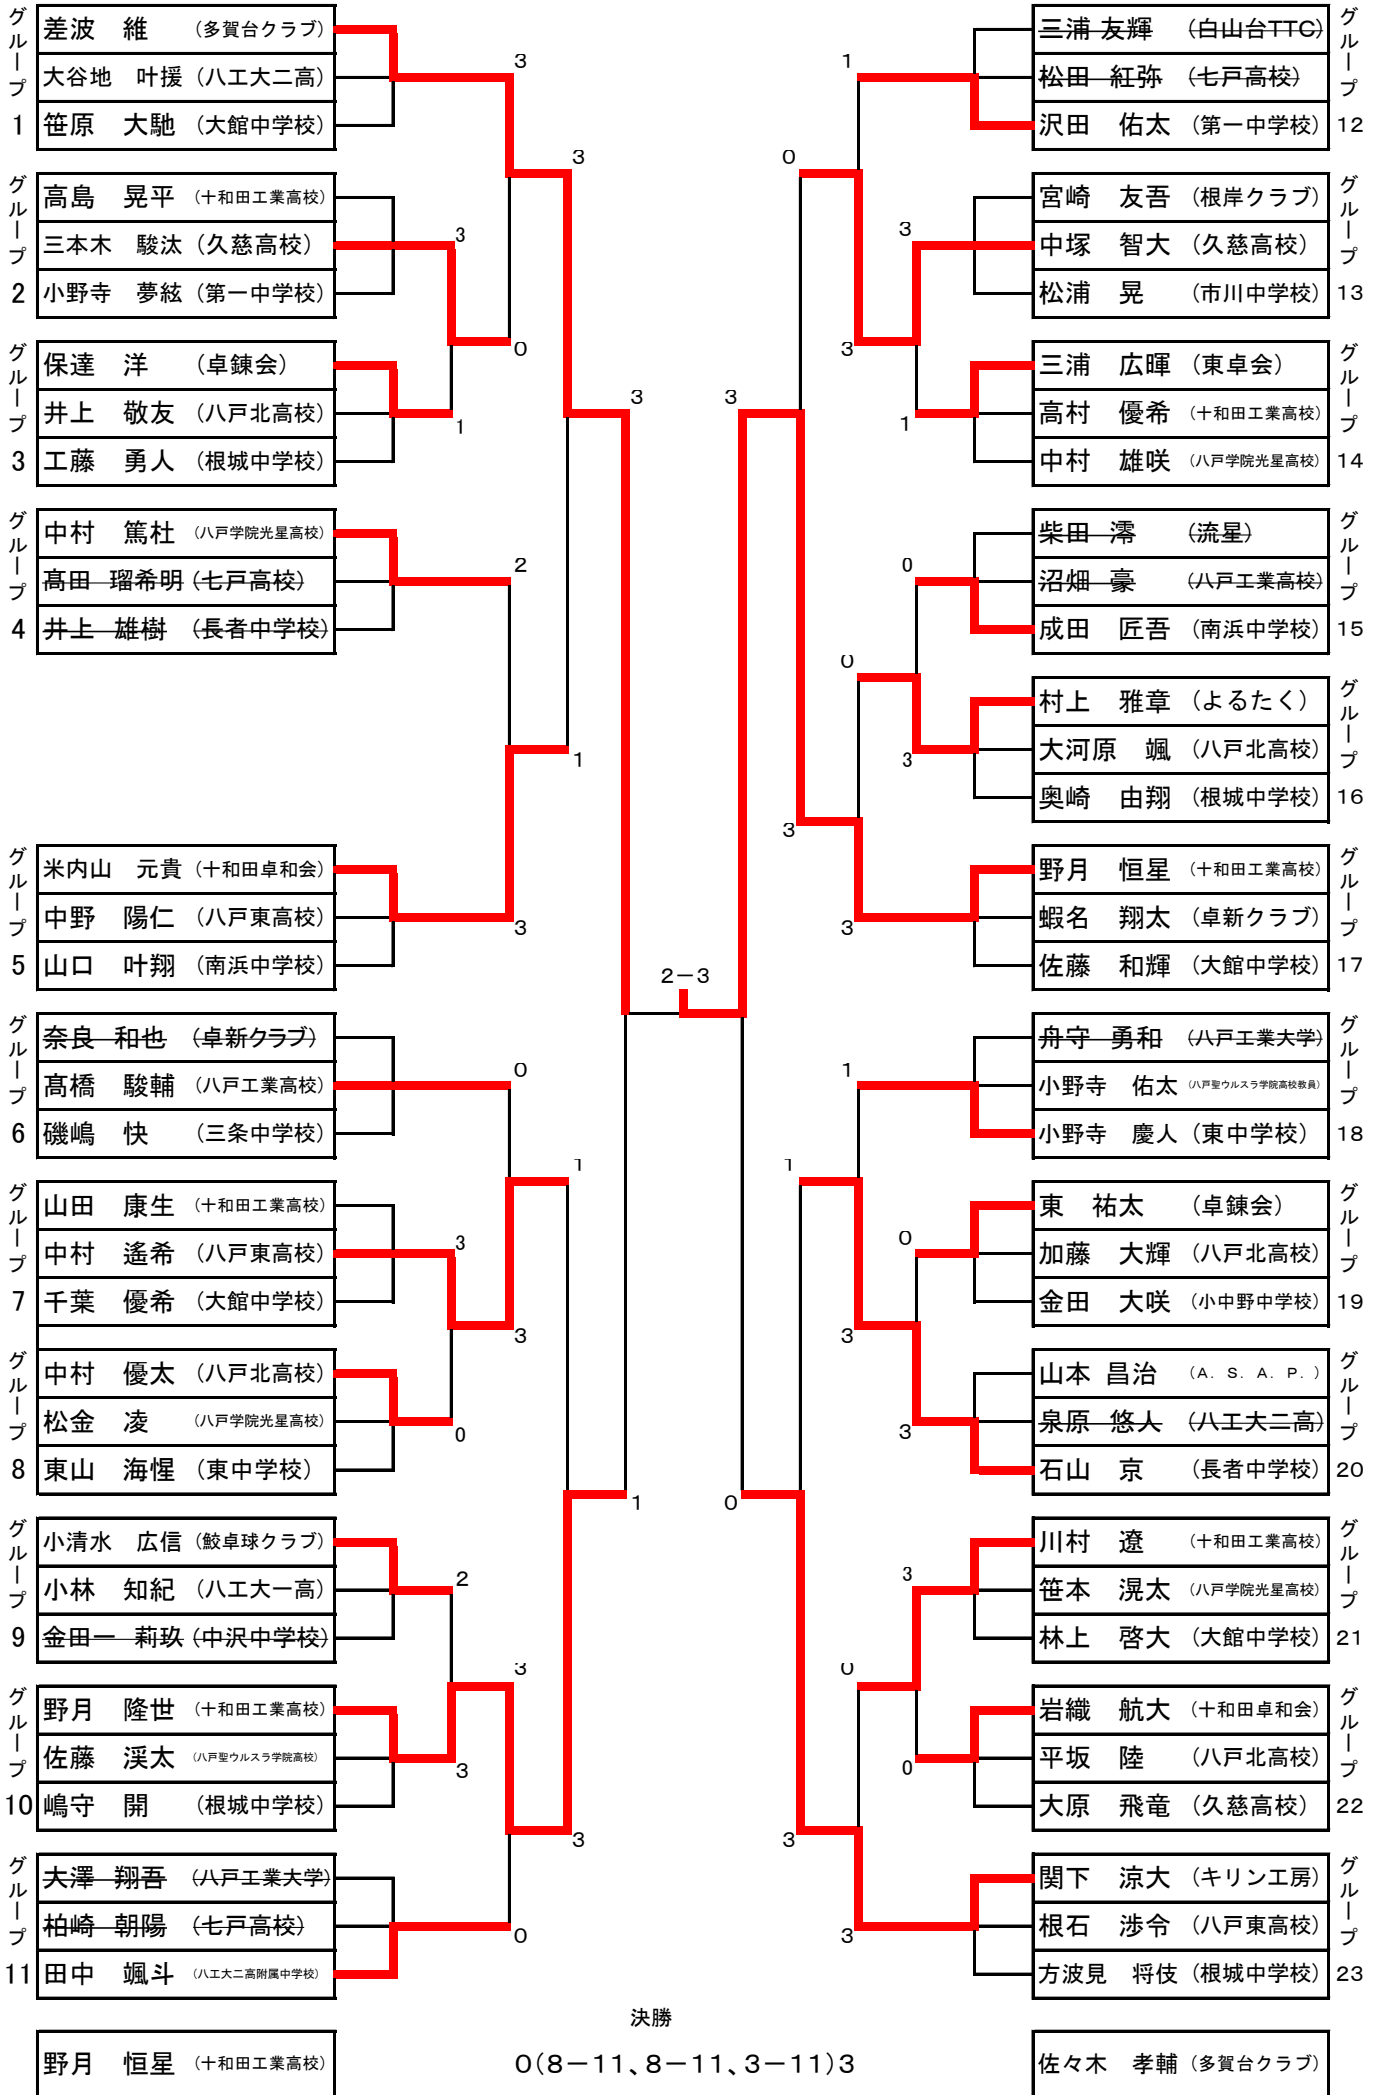 グループ1
差波 維 (多賀台クラブ)
大谷地 叶援 (八工大二高)
笹原 大馳 (大館中学校)
グループ2
高島 晃平 (十和田工業高校)
三本木 駿汰 (久慈高校)
小野寺 夢絃 (第一中学校)
グループ3
保達 洋 (卓錬会)
井上 敬友 (八戸北高校)
工藤 勇人 (根城中学校)
グループ4
中村 篤杜 (八戸学院光星高校)
髙田 瑠希明 (七戸高校)
井上 雄樹 (長者中学校)
グループ5
米内山 元貴 (十和田卓和会)
中野 陽仁 (八戸東高校)
山口 叶翔 (南浜中学校)
グループ6
奈良 和也 (卓新クラブ)
髙橋 駿輔 (八戸工業高校)
磯嶋 快 (三条中学校)
グループ7
山田 康生 (十和田工業高校)
中村 遙希 (八戸東高校)
千葉 優希 (大館中学校)
グループ8
中村 優太 (八戸北高校)
松金 凌 (八戸学院光星高校)
東山 海惺 (東中学校)
グループ9
小清水 広信 (鮫卓球クラブ)
小林 知紀 (八工大一高)
金田一 莉玖 (中沢中学校)
グループ10
野月 隆世 (十和田工業高校)
佐藤 渓太 (八戸聖ウルスラ学院高校)
嶋守 開 (根城中学校)
グループ11
大澤 翔吾 (八戸工業大学)
柏崎 朝陽 (七戸高校)
田中 颯斗 (八工大二高附属中学校)
3
3
3
0
1
3
2
1
3
0
1
3
3
0
1
2
3
3
3
0
2-3
1
0
3
3
1
3
0
0
3
3
3
1
1
0
3
3
0
3
0
0
3
3
グループ12
三浦 友輝 (白山台TTC)
松田 紅弥 (七戸高校)
沢田 佑太 (第一中学校)
グループ13
宮崎 友吾 (根岸クラブ)
中塚 智大 (久慈高校)
松浦 晃 (市川中学校)
グループ14
三浦 広暉 (東卓会)
高村 優希 (十和田工業高校)
中村 雄咲 (八戸学院光星高校)
グループ15
柴田 澪 (流星)
沼畑 豪 (八戸工業高校)
成田 匠吾 (南浜中学校)
グループ16
村上 雅章 (よるたく)
大河原 颯 (八戸北高校)
奥崎 由翔 (根城中学校)
グループ17
野月 恒星 (十和田工業高校)
蝦名 翔太 (卓新クラブ)
佐藤 和輝 (大館中学校)
グループ18
舟守 勇和 (八戸工業大学)
小野寺 佑太 (八戸聖ウルスラ学院高校教員)
小野寺 慶人 (東中学校)
グループ19
東 祐太 (卓錬会)
加藤 大輝 (八戸北高校)
金田 大咲 (小中野中学校)
グループ20
山本 昌治 (A. S. A. P.)
泉原 悠人 (八工大二高)
石山 京 (長者中学校)
グループ21
川村 遼 (十和田工業高校)
笹本 滉太 (八戸学院光星高校)
林上 啓大 (大館中学校)
グループ22
岩織 航大 (十和田卓和会)
平坂 陸 (八戸北高校)
大原 飛竜 (久慈高校)
グループ23
関下 涼大 (キリン工房)
根石 渉令 (八戸東高校)
方波見 将伎 (根城中学校)
決勝
野月 恒星 (十和田工業高校) 0(8-11、8-11、3-11)3 佐々木 孝輔 (多賀台クラブ)